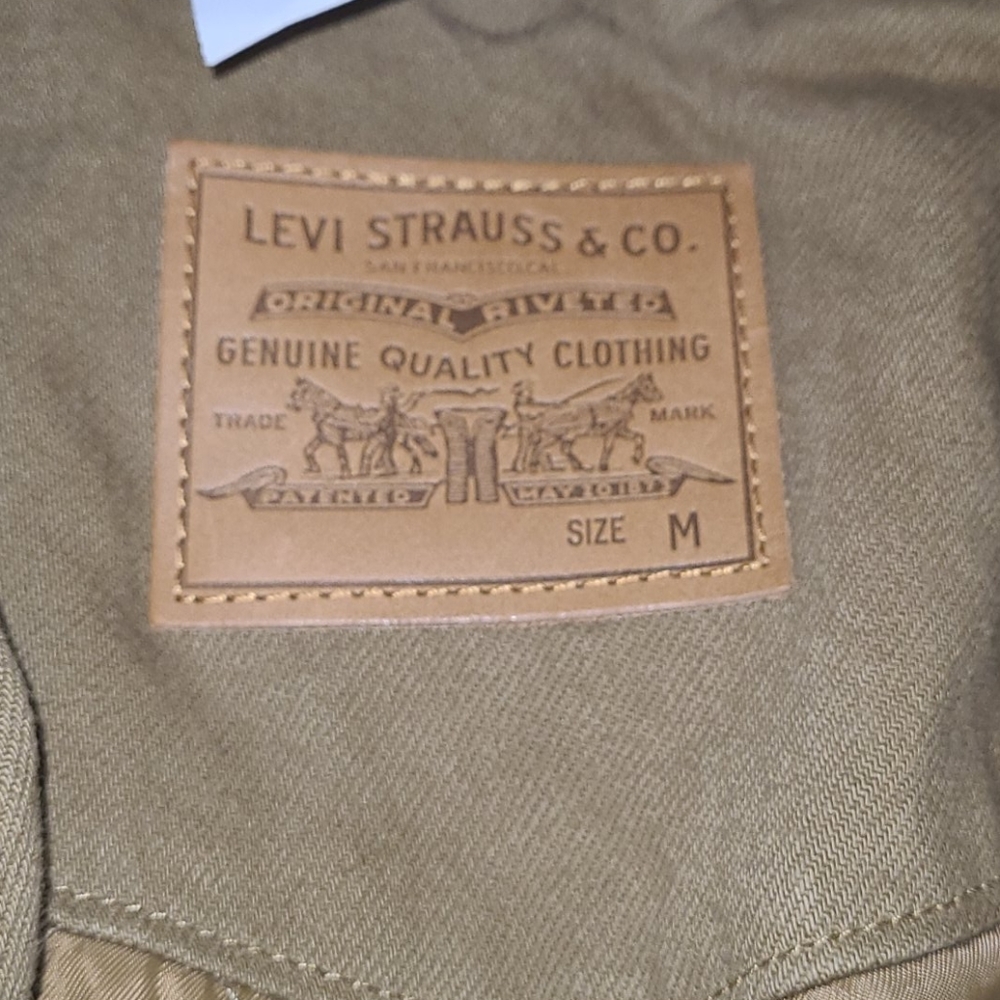 LEVI STRAUSS & CO.
SAN FRANCISCO, CAL.
ORIGINAL RIVETED
GENUINE QUALITY CLOTHING
TRADE MARK
PATENTED MAY 20 1873
SIZE M